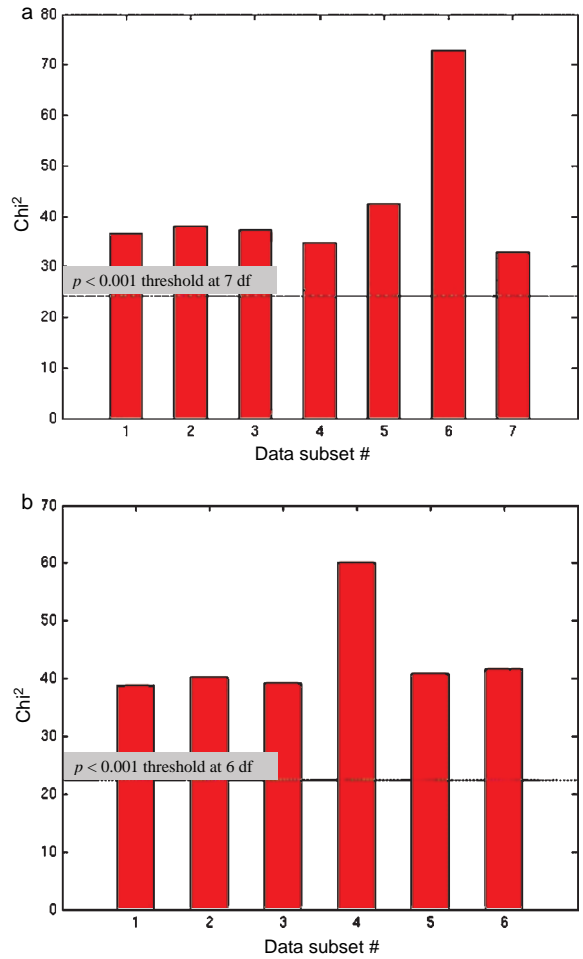 a
80
70
60
50
40
30
20
10
0
Chi²
p < 0.001 threshold at 7 df
1 2 3 4 5 6 7
Data subset #
b
70
60
50
40
30
20
10
0
Chi²
p < 0.001 threshold at 6 df
1 2 3 4 5 6
Data subset #